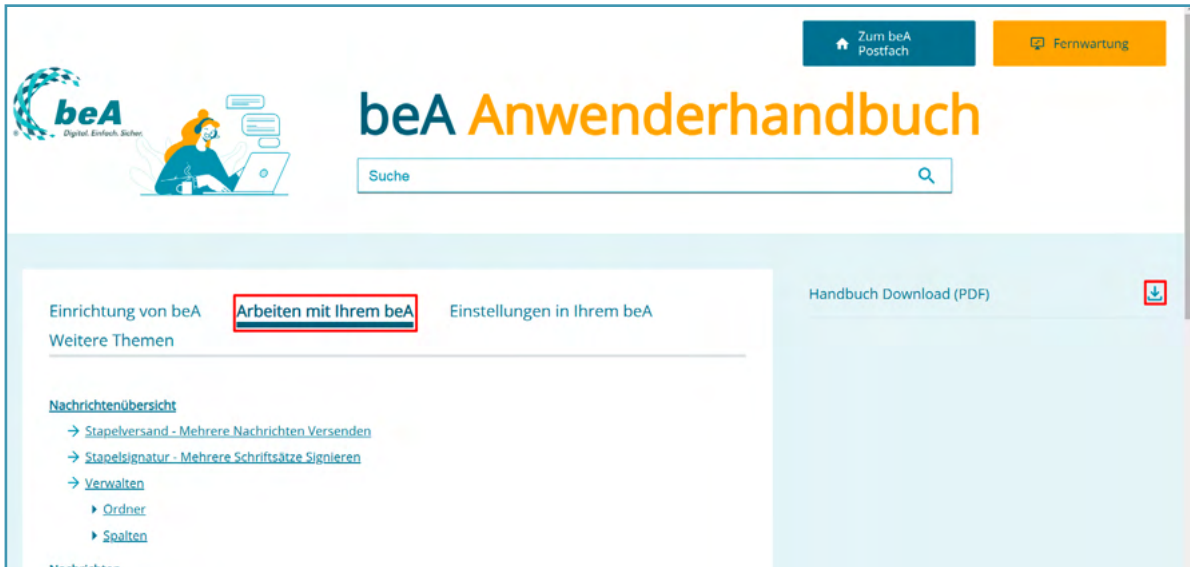 Zum beA
Postfach
Fernwartung
beA
Digital. Einfach. Sicher.
beA Anwenderhandbuch
Suche
Einrichtung von beA
Arbeiten mit Ihrem beA
Einstellungen in Ihrem beA
Weitere Themen
Handbuch Download (PDF)
Nachrichtenübersicht
Stapelversand - Mehrere Nachrichten Versenden
Stapelsignatur - Mehrere Schriftsätze Signieren
Verwalten
Ordner
Spalten